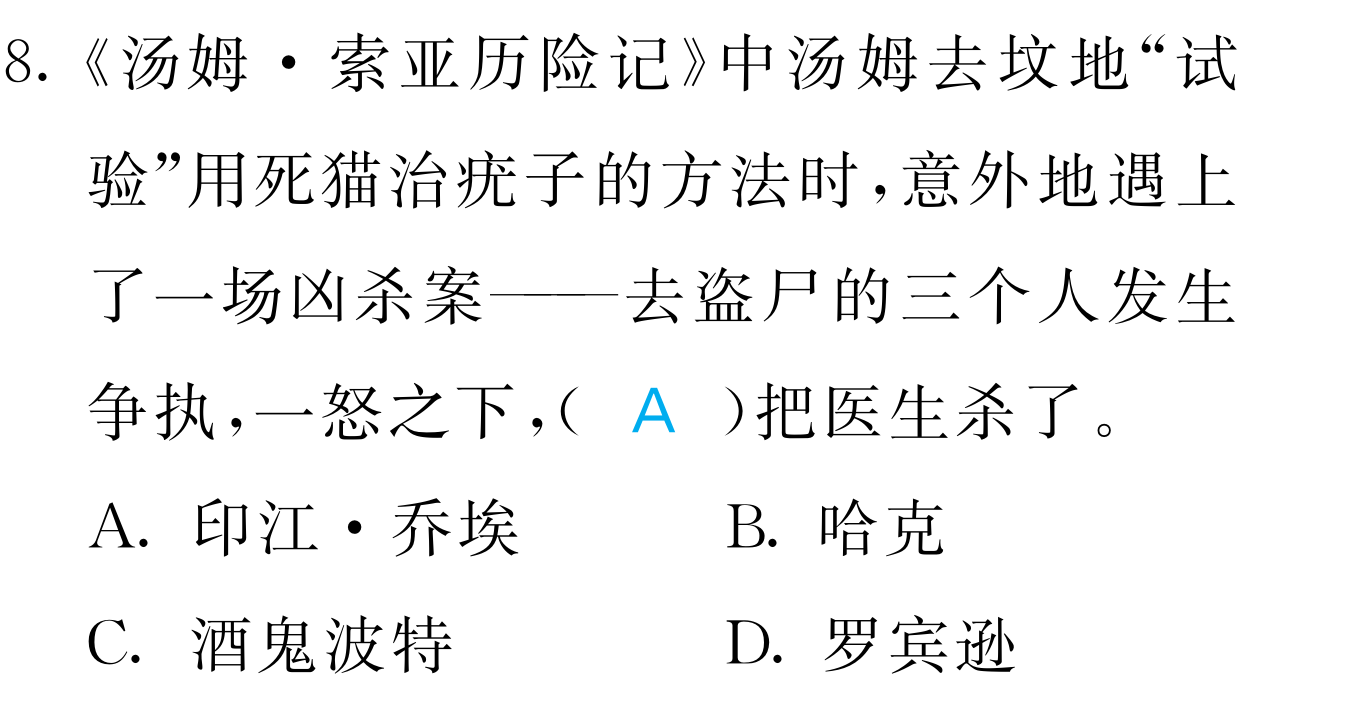 8. 《汤姆·索亚历险记》中汤姆去坟地“试
验”用死猫治疣子的方法时,意外地遇上
了一场凶杀案——去盗尸的三个人发生
争执,一怒之下,( A )把医生杀了。
A. 印江·乔埃 B. 哈克
C. 酒鬼波特 D. 罗宾逊